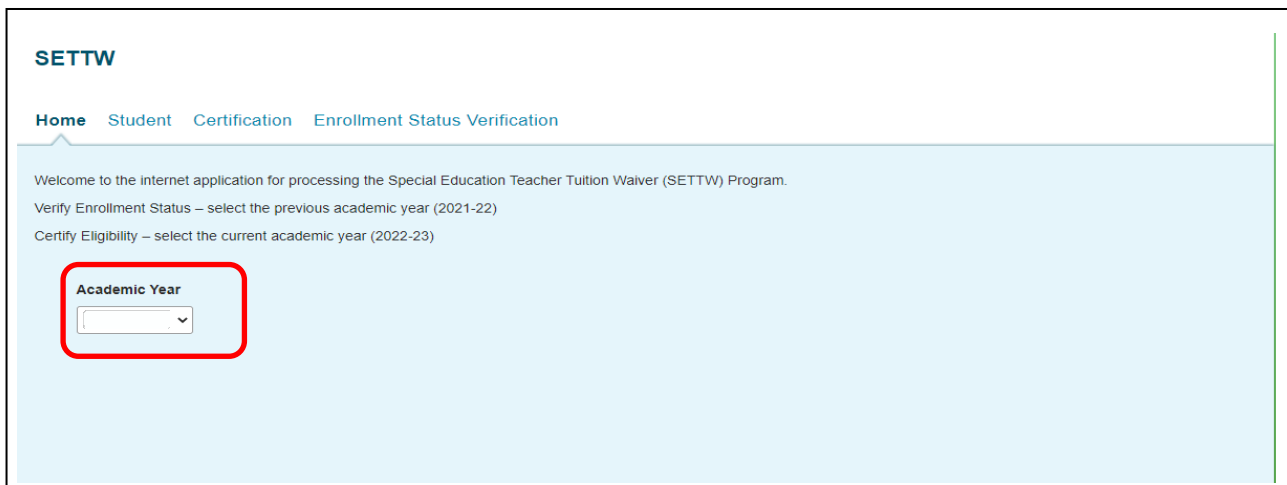 SETTW
Home Student Certification Enrollment Status Verification
Welcome to the internet application for processing the Special Education Teacher Tuition Waiver (SETTW) Program.
Verify Enrollment Status – select the previous academic year (2021-22)
Certify Eligibility – select the current academic year (2022-23)
Academic Year